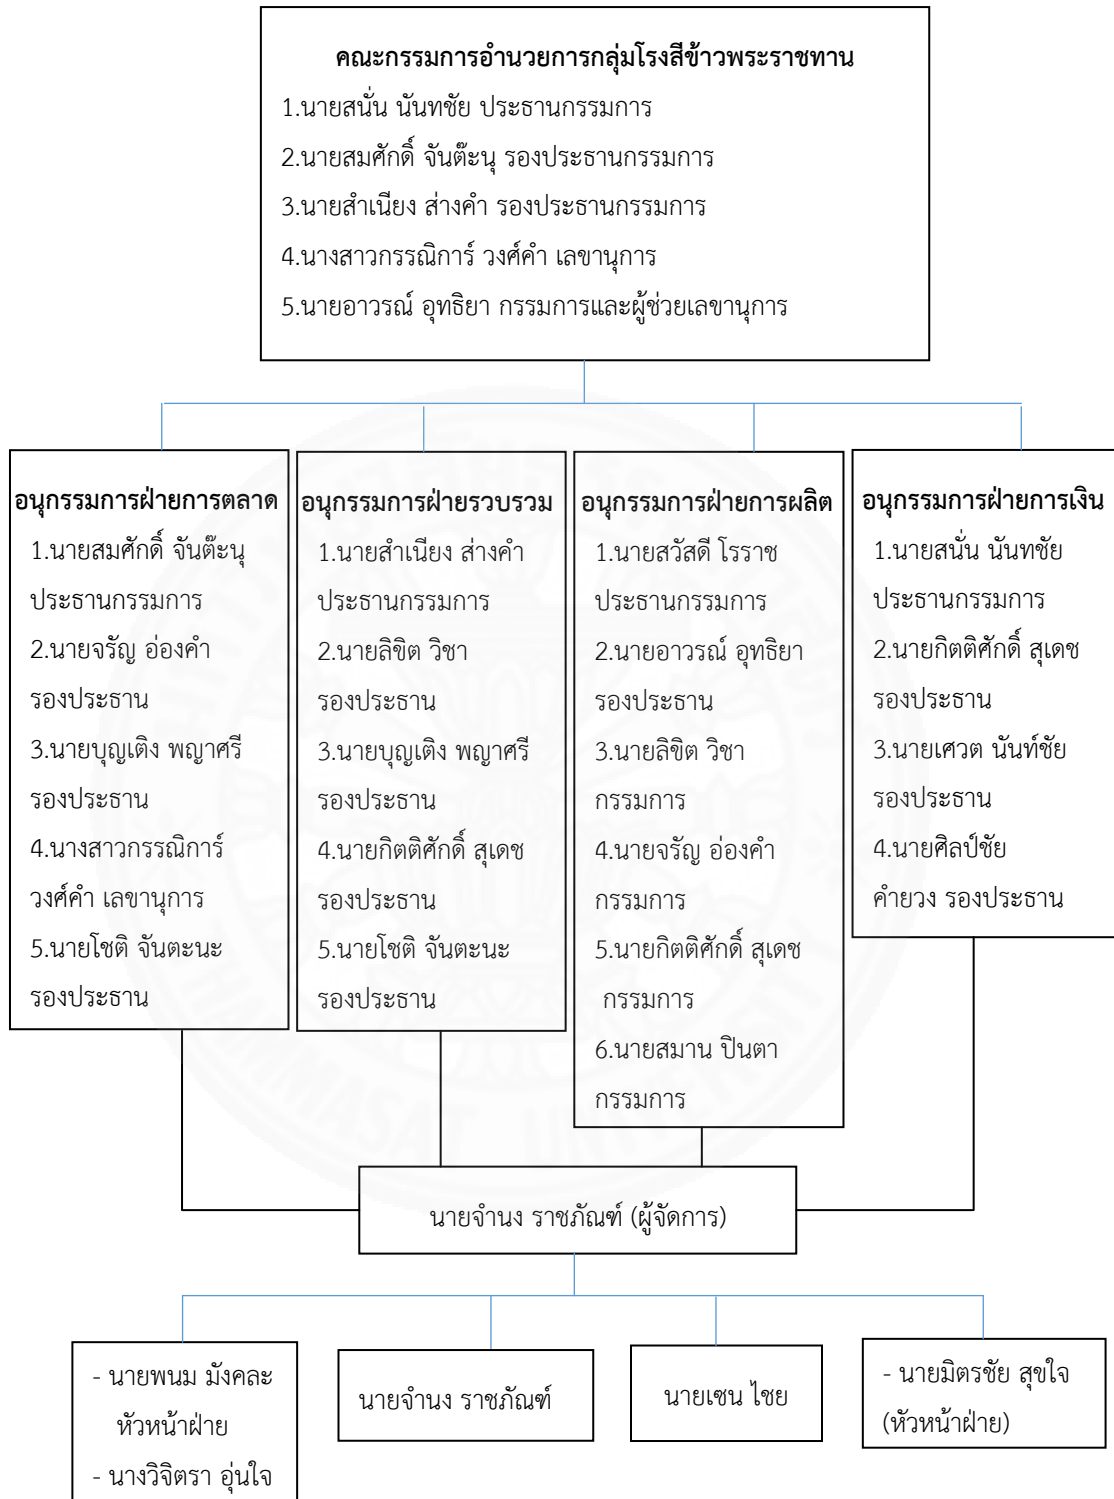 คณะกรรมการอำนวยการกลุ่มโรงสีข้าวพระราชทาน
1.นายสนั่น นันทชัย ประธานกรรมการ
2.นายสมศักดิ์ จันต๊ะนุ รองประธานกรรมการ
3.นายสำเนียง ส่างคำ รองประธานกรรมการ
4.นางสาวกรรณิการ์ วงศ์คำ เลขานุการ
5.นายอาวรณ์ อุทธิยา กรรมการและผู้ช่วยเลขานุการ
อนุกรรมการฝ่ายการตลาด
1.นายสมศักดิ์ จันต๊ะนุ
ประธานกรรมการ
2.นายจรัญ อ่องคำ
รองประธาน
3.นายบุญเติง พญาศรี
รองประธาน
4.นางสาวกรรณิการ์
วงศ์คำ เลขานุการ
5.นายโชติ จันตะนะ
รองประธาน
อนุกรรมการฝ่ายรวบรวม
1.นายสำเนียง ส่างคำ
ประธานกรรมการ
2.นายลิขิต วิชา
รองประธาน
3.นายบุญเติง พญาศรี
รองประธาน
4.นายกิตติศักดิ์ สุเดช
รองประธาน
5.นายโชติ จันตะนะ
รองประธาน
อนุกรรมการฝ่ายการผลิต
1.นายสวัสดี โรราช
ประธานกรรมการ
2.นายอาวรณ์ อุทธิยา
รองประธาน
3.นายลิขิต วิชา
กรรมการ
4.นายจรัญ อ่องคำ
กรรมการ
5.นายกิตติศักดิ์ สุเดช
กรรมการ
6.นายสมาน ปินตา
กรรมการ
อนุกรรมการฝ่ายการเงิน
1.นายสนั่น นันทชัย
ประธานกรรมการ
2.นายกิตติศักดิ์ สุเดช
รองประธาน
3.นายเศวต นันท์ชัย
รองประธาน
4.นายศิลป์ชัย
คำยวง รองประธาน
นายจำนง ราชภัณฑ์ (ผู้จัดการ)
- นายพนม มังคละ
หัวหน้าฝ่าย
- นางวิจิตรา อุ่นใจ
นายจำนง ราชภัณฑ์
นายเซน ไชย
- นายมิตรชัย สุขใจ
(หัวหน้าฝ่าย)
THAMMASAT UNIVERSITY